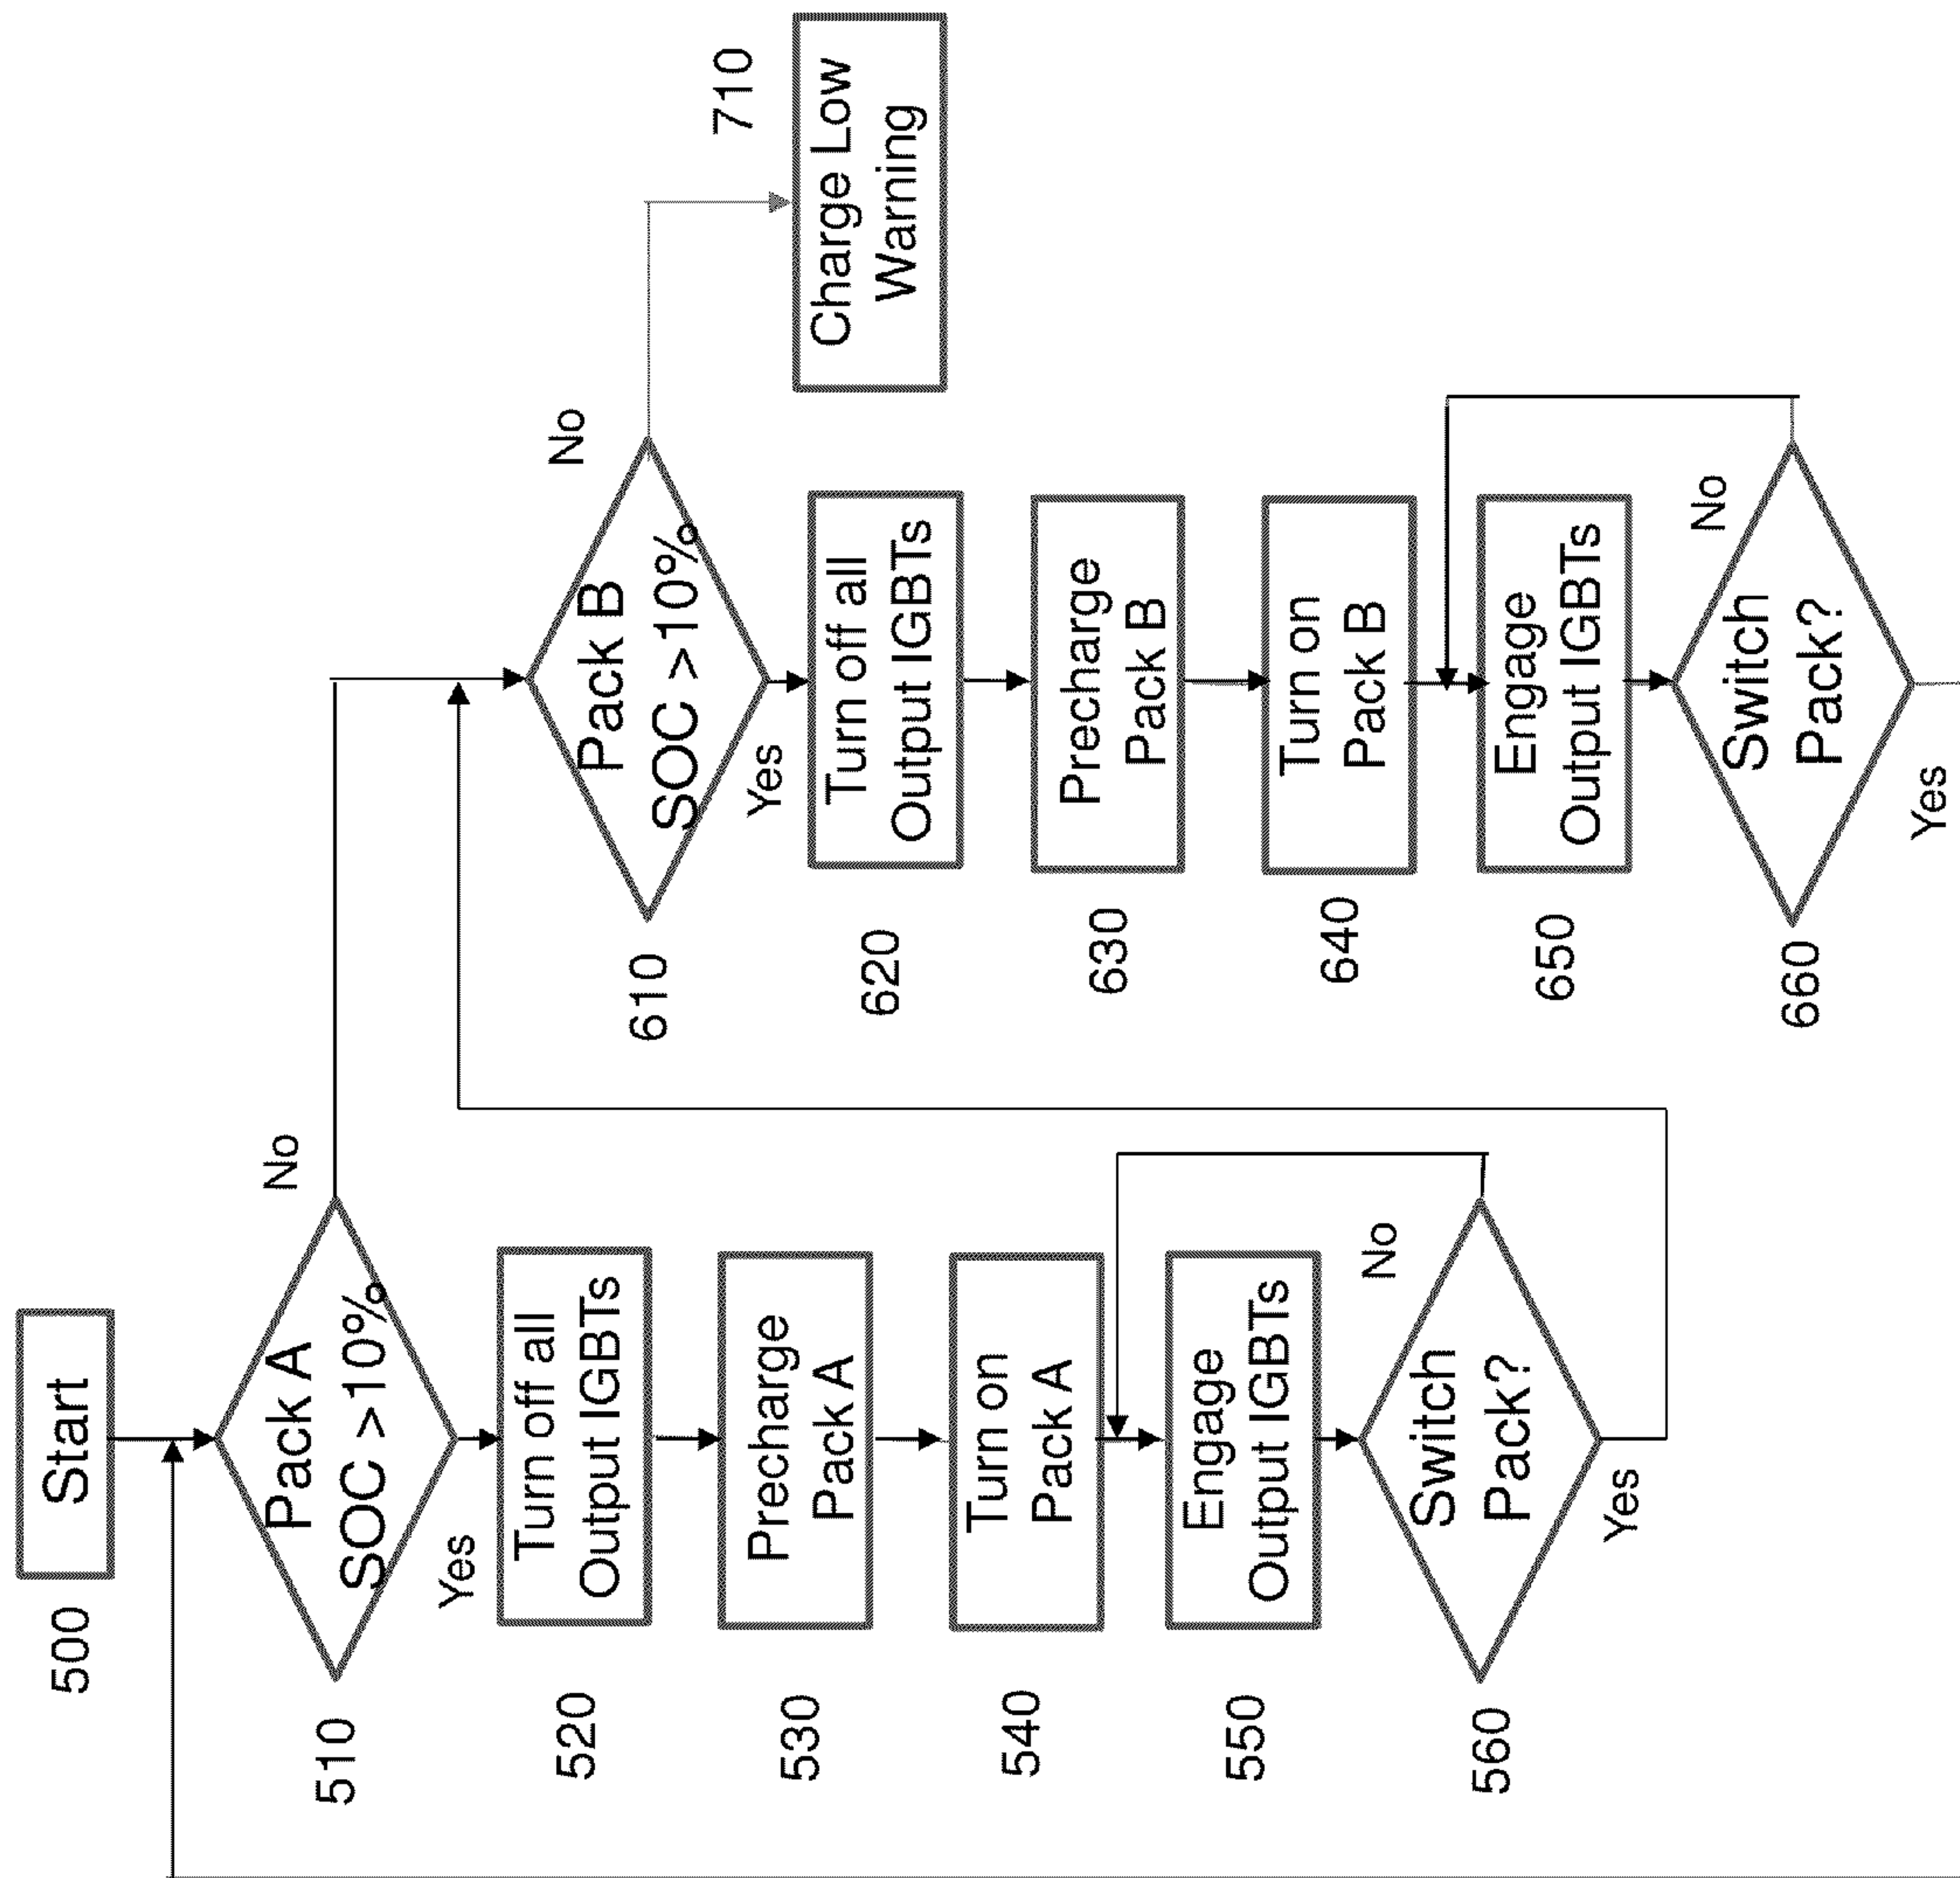 500
Start
510
Pack A
SOC >10%
No
Yes
520
Turn off all
Output IGBTs
530
Precharge
Pack A
540
Turn on
Pack A
550
Engage
Output IGBTs
560
Switch
Pack?
No
Yes
610
Pack B
SOC >10%
No
Yes
710
Charge Low
Warning
620
Turn off all
Output IGBTs
630
Precharge
Pack B
640
Turn on
Pack B
650
Engage
Output IGBTs
660
Switch
Pack?
No
Yes